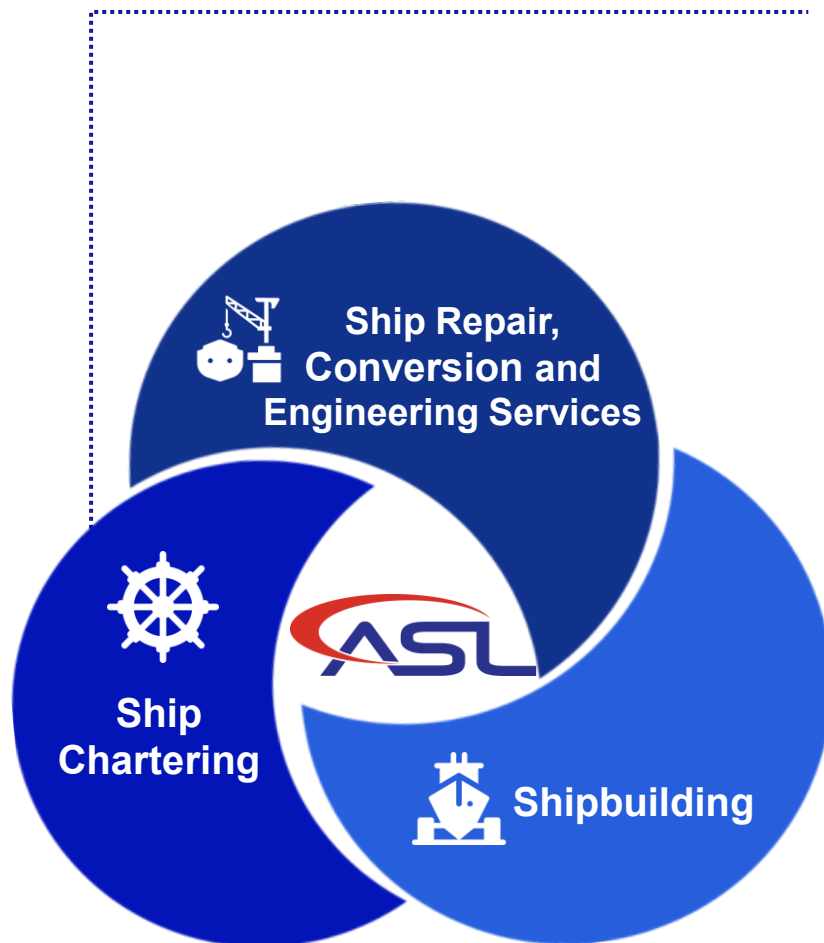 Ship Repair,
Conversion and
Engineering Services
ASL
Ship
Chartering
Shipbuilding